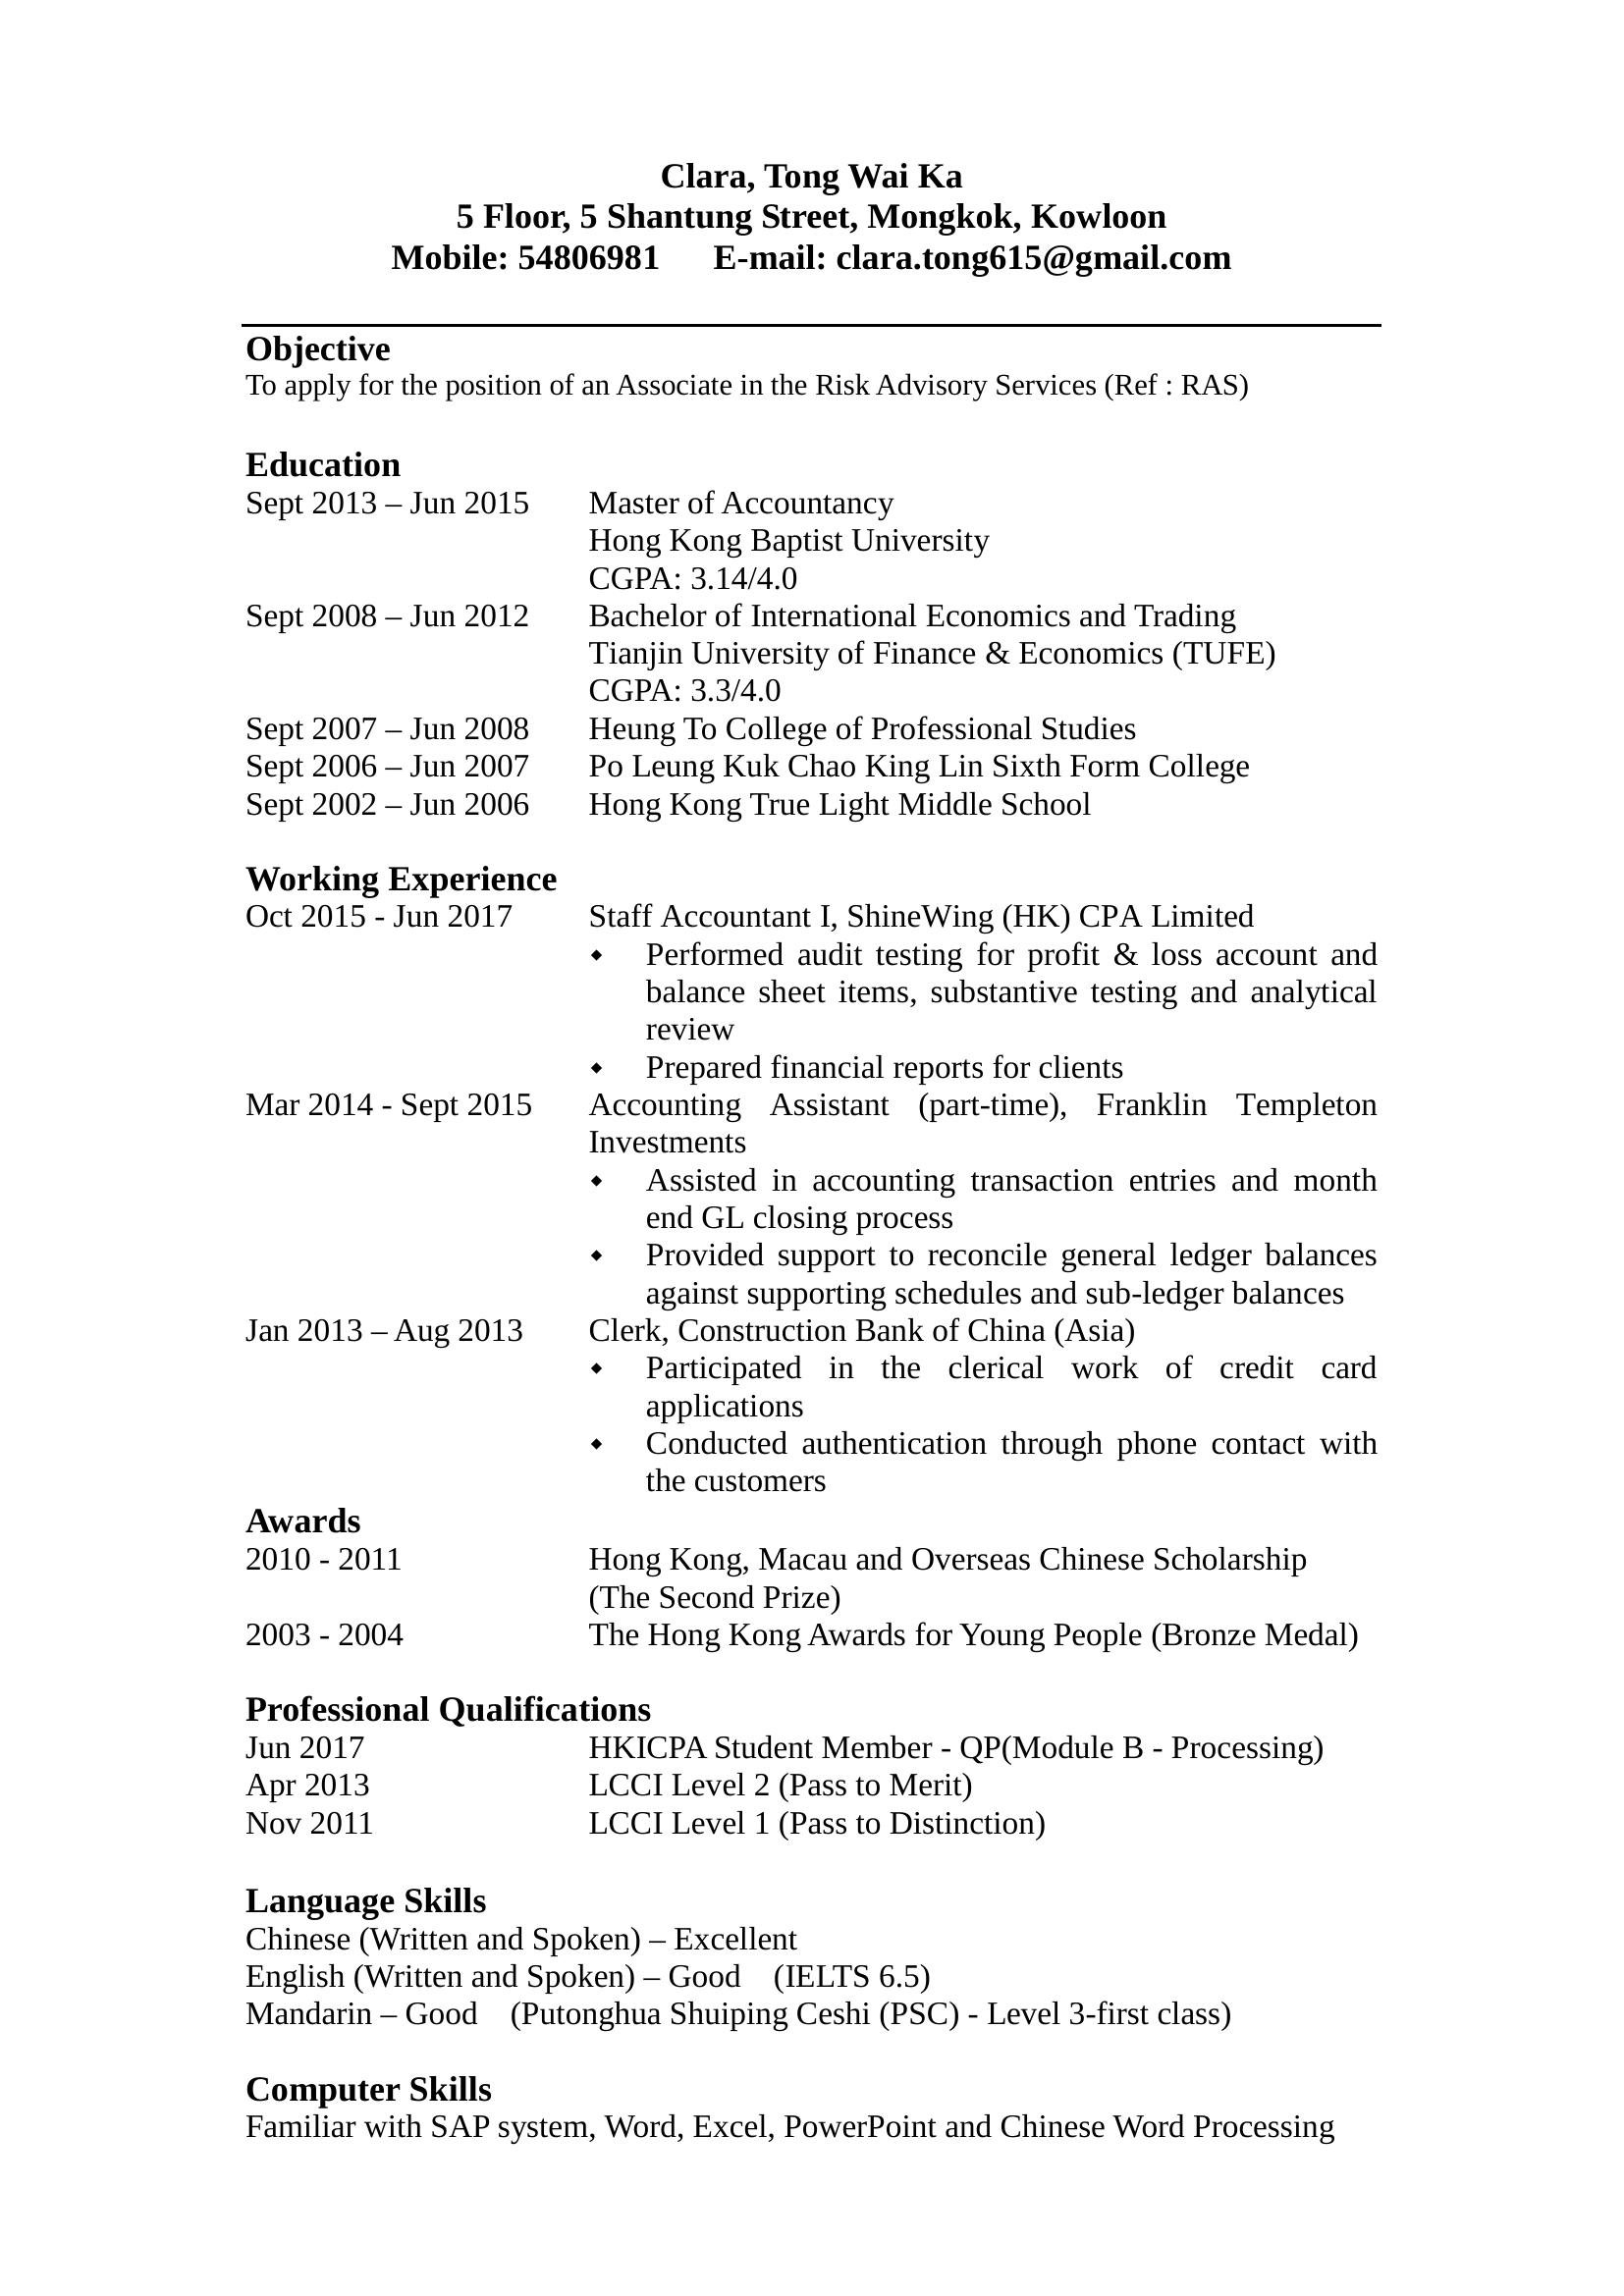 Clara, Tong Wai Ka
5 Floor, 5 Shantung Street, Mongkok, Kowloon
Mobile: 54806981 E-mail: clara.tong615@gmail.com
Objective
To apply for the position of an Associate in the Risk Advisory Services (Ref : RAS)
Education
Sept 2013 – Jun 2015 Master of Accountancy
Hong Kong Baptist University
CGPA: 3.14/4.0
Sept 2008 – Jun 2012 Bachelor of International Economics and Trading
Tianjin University of Finance & Economics (TUFE)
CGPA: 3.3/4.0
Sept 2007 – Jun 2008 Heung To College of Professional Studies
Sept 2006 – Jun 2007 Po Leung Kuk Chao King Lin Sixth Form College
Sept 2002 – Jun 2006 Hong Kong True Light Middle School
Working Experience
Oct 2015 - Jun 2017 Staff Accountant I, ShineWing (HK) CPA Limited
⬥ Performed audit testing for profit & loss account and
balance sheet items, substantive testing and analytical
review
⬥ Prepared financial reports for clients
Mar 2014 - Sept 2015 Accounting Assistant (part-time), Franklin Templeton
Investments
⬥ Assisted in accounting transaction entries and month
end GL closing process
⬥ Provided support to reconcile general ledger balances
against supporting schedules and sub-ledger balances
Jan 2013 – Aug 2013 Clerk, Construction Bank of China (Asia)
⬥ Participated in the clerical work of credit card
applications
⬥ Conducted authentication through phone contact with
the customers
Awards
2010 - 2011 Hong Kong, Macau and Overseas Chinese Scholarship
(The Second Prize)
2003 - 2004 The Hong Kong Awards for Young People (Bronze Medal)
Professional Qualifications
Jun 2017 HKICPA Student Member - QP(Module B - Processing)
Apr 2013 LCCI Level 2 (Pass to Merit)
Nov 2011 LCCI Level 1 (Pass to Distinction)
Language Skills
Chinese (Written and Spoken) – Excellent
English (Written and Spoken) – Good (IELTS 6.5)
Mandarin – Good (Putonghua Shuiping Ceshi (PSC) - Level 3-first class)
Computer Skills
Familiar with SAP system, Word, Excel, PowerPoint and Chinese Word Processing